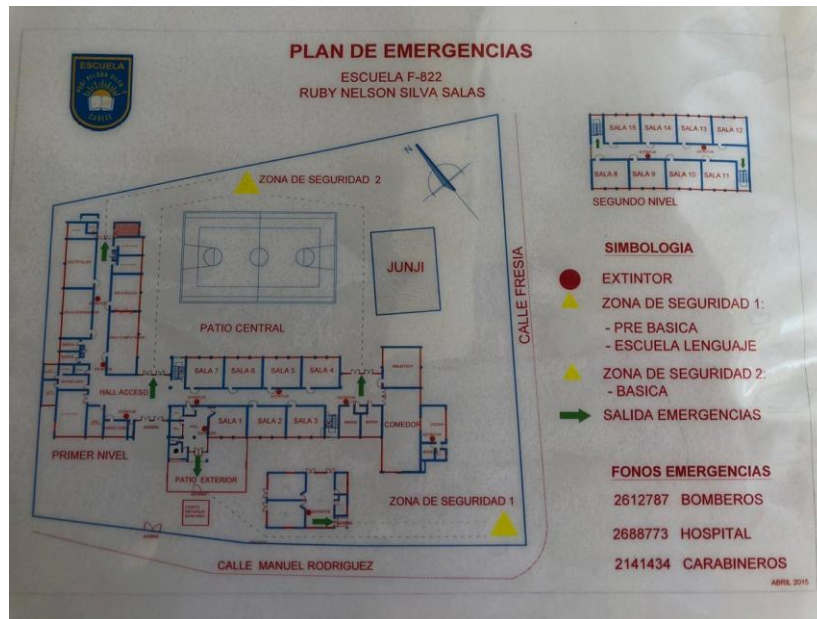 PLAN DE EMERGENCIAS
ESCUELA F-822
RUBY NELSON SILVA SALAS
ESCUELA
N
ZONA DE SEGURIDAD 2
JUNJI
PATIO CENTRAL
CALLE FRESIA
SALA 15 SALA 14 SALA 13 SALA 12
SALA 8 SALA 9 SALA 10 SALA 11
SEGUNDO NIVEL
SALA 7 SALA 6 SALA 5 SALA 4
HALL ACCESO
SALA 1 SALA 2 SALA 3
COMEDOR
PRIMER NIVEL
PATIO EXTERIOR
ZONA DE SEGURIDAD 1
CALLE MANUEL RODRIGUEZ
SIMBOLOGIA
EXTINTOR
ZONA DE SEGURIDAD 1:
- PRE BASICA
- ESCUELA LENGUAJE
ZONA DE SEGURIDAD 2:
- BASICA
SALIDA EMERGENCIAS
FONOS EMERGENCIAS
2612787 BOMBEROS
2688773 HOSPITAL
2141434 CARABINEROS
ABRIL 2015